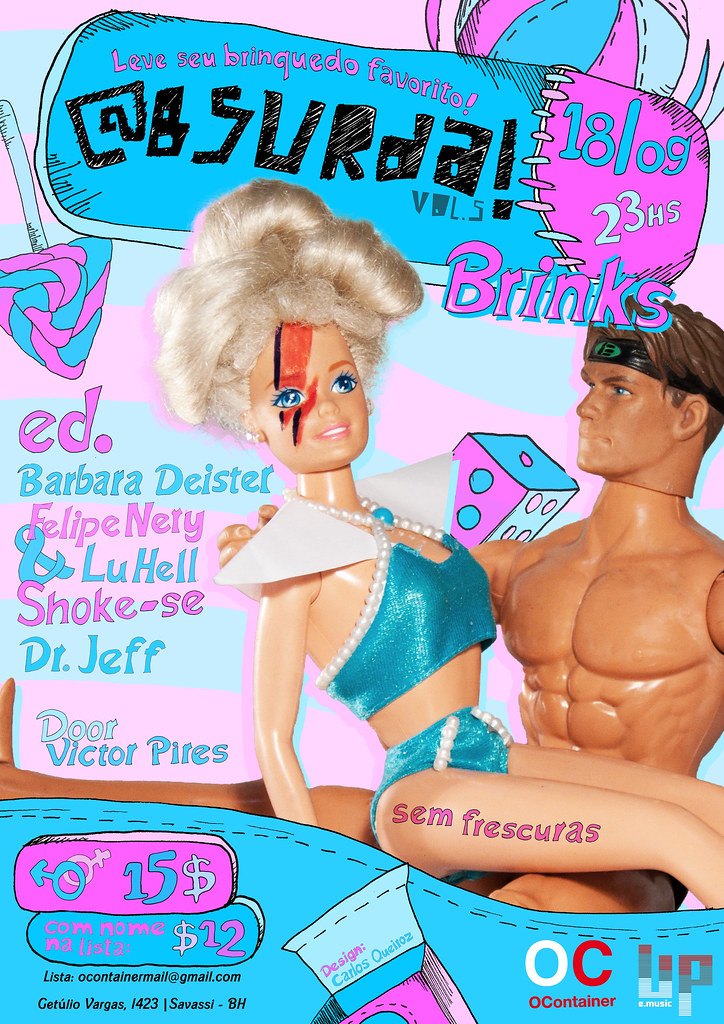 Leve seu brinquedo favorito!
@bsurda!
VOL.5
18/09
23HS
Brinks
ed.
Barbara Deister
Felipe Nery
& Lu Hell
Shoke-se
Dr. Jeff
Door
Victor Pires
sem frescuras
15$
com nome
na lista:
$12
Lista: ocontainermail@gmail.com
Getúlio Vargas, 1423 | Savassi - BH
Design:
Carlos Queiroz
OC
OContainer
UP
e.music